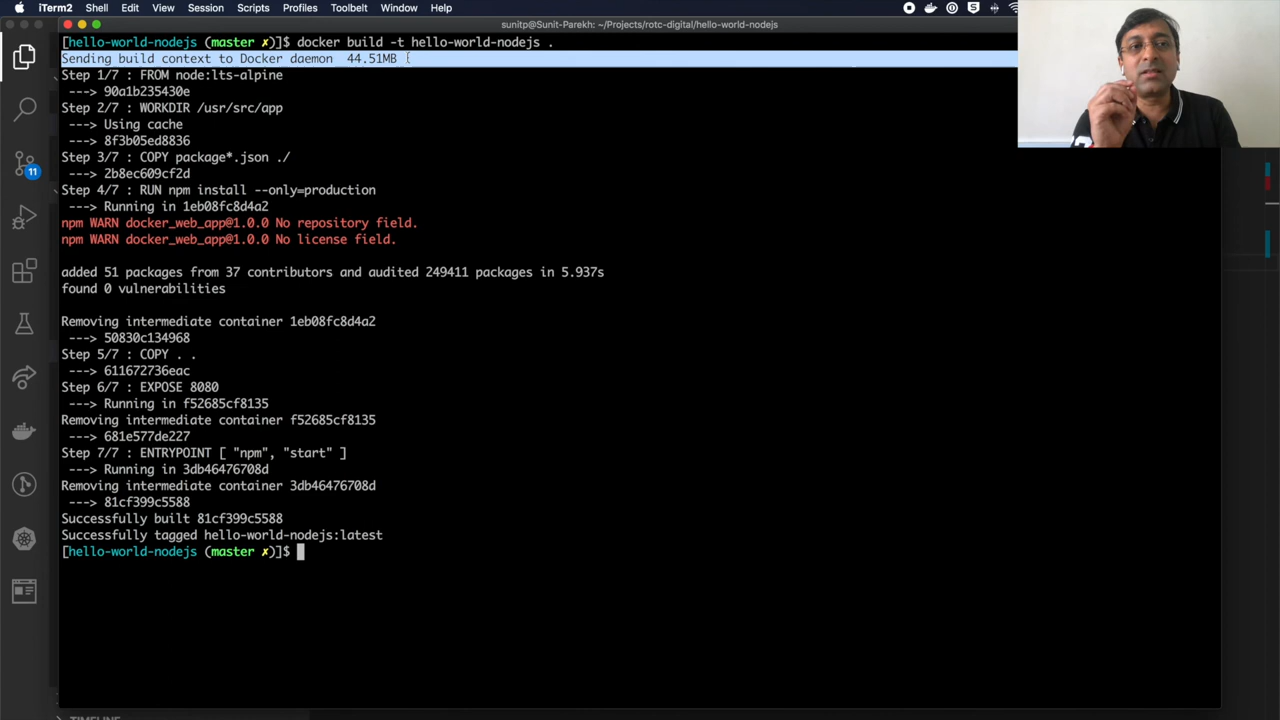 iTerm2 Shell Edit View Session Scripts Profiles Toolbelt Window Help
sunitp@Sunit-Parekh: ~/Projects/rotc-digital/hello-world-nodejs
[hello-world-nodejs (master ✗)]$ docker build -t hello-world-nodejs .
Sending build context to Docker daemon  44.51MB
Step 1/7 : FROM node:lts-alpine
---> 90a1b235430e
Step 2/7 : WORKDIR /usr/src/app
---> Using cache
---> 8f3b05ed8836
Step 3/7 : COPY package*.json ./
---> 2b8ec609cf2d
Step 4/7 : RUN npm install --only=production
---> Running in 1eb08fc8d4a2
npm WARN docker_web_app@1.0.0 No repository field.
npm WARN docker_web_app@1.0.0 No license field.
added 51 packages from 37 contributors and audited 249411 packages in 5.937s
found 0 vulnerabilities
Removing intermediate container 1eb08fc8d4a2
---> 50830c134968
Step 5/7 : COPY . .
---> 611672736eac
Step 6/7 : EXPOSE 8080
---> Running in f52685cf8135
Removing intermediate container f52685cf8135
---> 681e577de227
Step 7/7 : ENTRYPOINT [ "npm", "start" ]
---> Running in 3db46476708d
Removing intermediate container 3db46476708d
---> 81cf399c5588
Successfully built 81cf399c5588
Successfully tagged hello-world-nodejs:latest
[hello-world-nodejs (master ✗)]$
11
TIMELINE